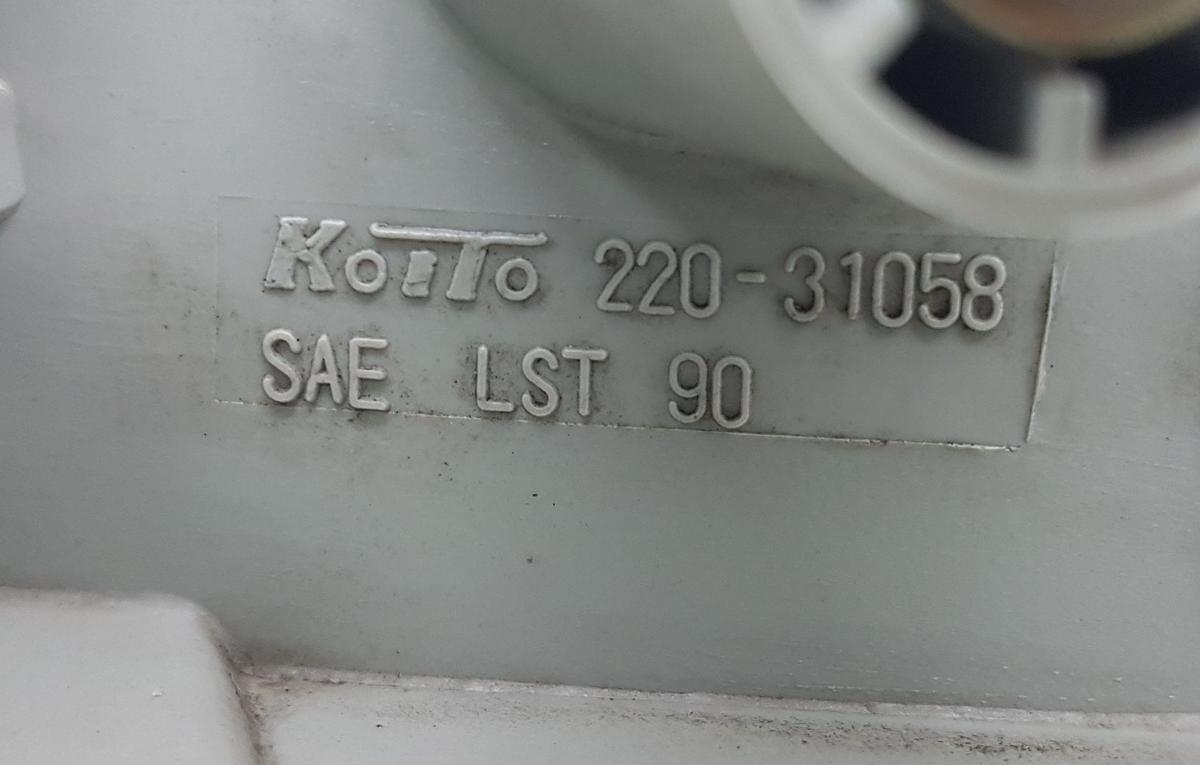 KoiTo 220-31058
SAE LST 90